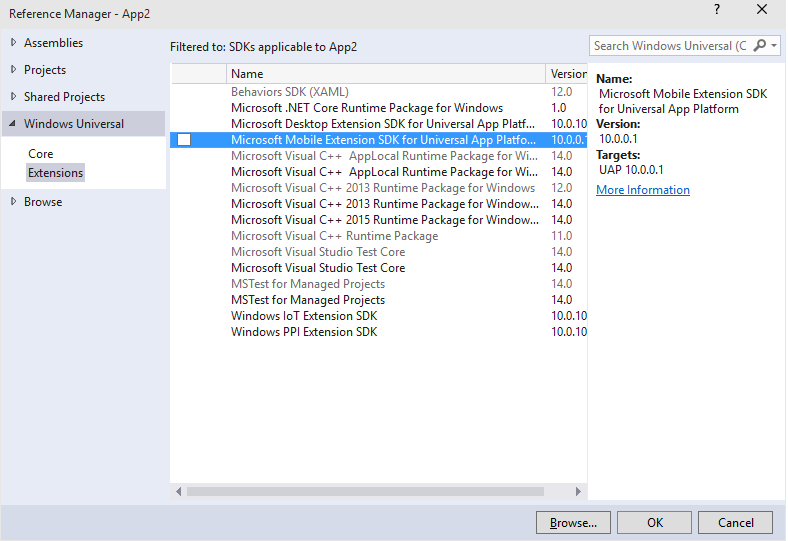 Reference Manager - App2
?
Assemblies
Projects
Shared Projects
Windows Universal
Core
Extensions
Browse
Filtered to: SDKs applicable to App2
Name Version
Behaviors SDK (XAML) 12.0
Microsoft .NET Core Runtime Package for Windows 1.0
Microsoft Desktop Extension SDK for Universal App Platf... 10.0.10
Microsoft Mobile Extension SDK for Universal App Platfo... 10.0.0.1
Microsoft Visual C++ AppLocal Runtime Package for Wi... 14.0
Microsoft Visual C++ AppLocal Runtime Package for Wi... 14.0
Microsoft Visual C++ 2013 Runtime Package for Windows 12.0
Microsoft Visual C++ 2013 Runtime Package for Window... 14.0
Microsoft Visual C++ 2015 Runtime Package for Window... 14.0
Microsoft Visual C++ Runtime Package 11.0
Microsoft Visual Studio Test Core 14.0
Microsoft Visual Studio Test Core 14.0
MSTest for Managed Projects 14.0
MSTest for Managed Projects 14.0
Windows IoT Extension SDK 10.0.10
Windows PPI Extension SDK 10.0.10
Search Windows Universal (C
Name:
Microsoft Mobile Extension SDK
for Universal App Platform
Version:
10.0.0.1
Targets:
UAP 10.0.0.1
More Information
Browse... OK Cancel